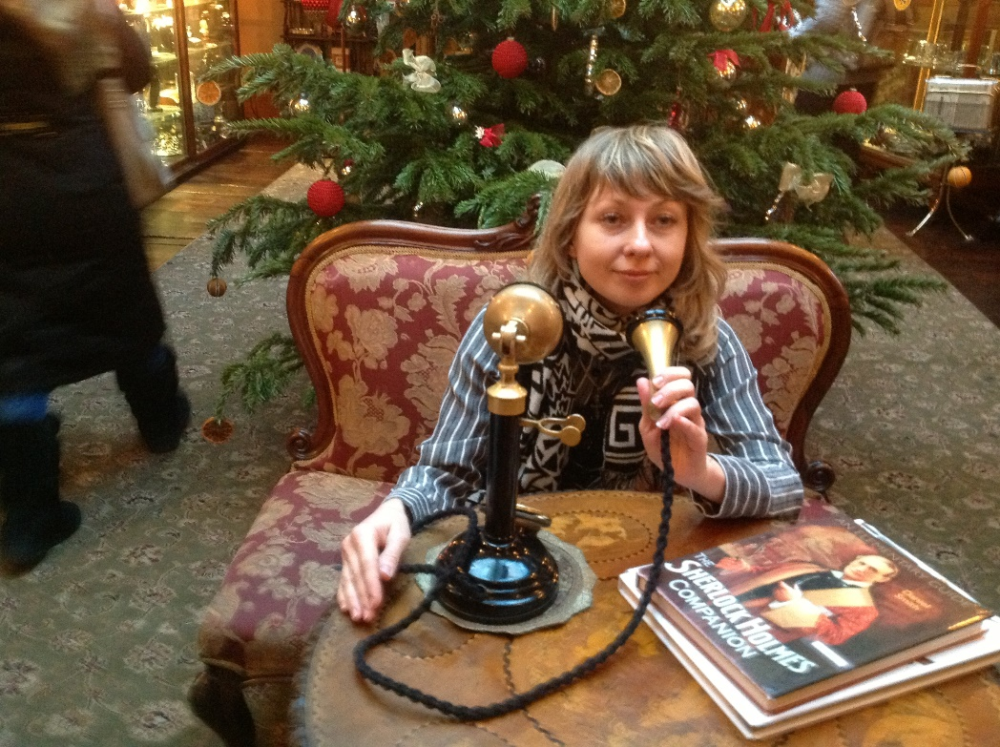 THE
SHERLOCK HOLMES
COMPANION
G